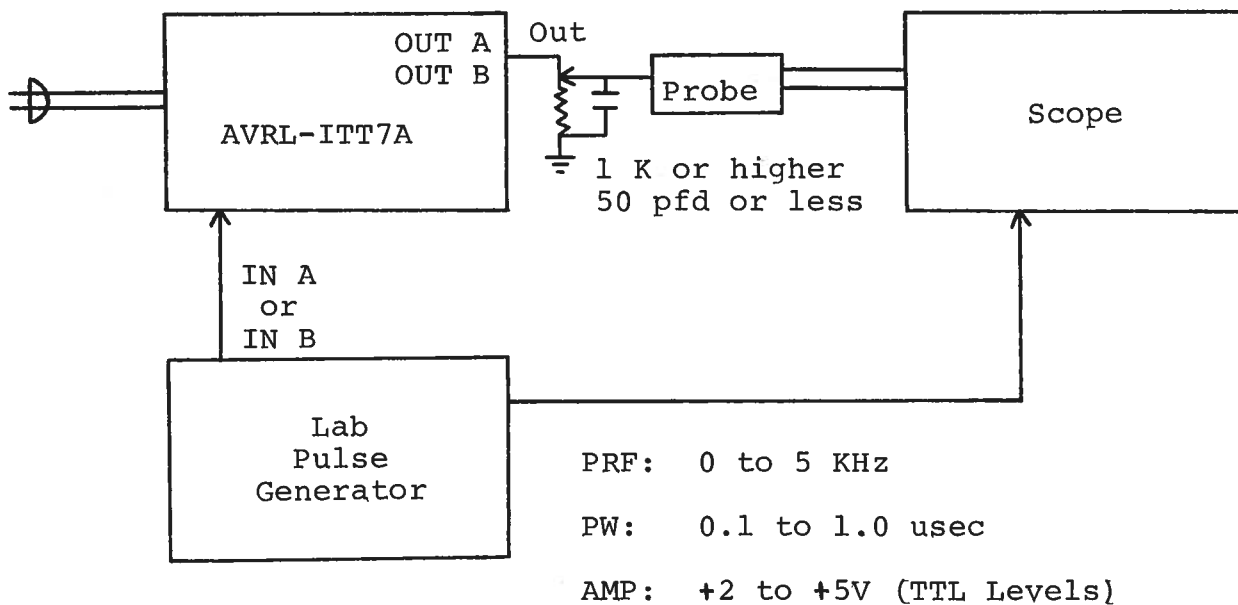 OUT A
OUT B
Out
AVRL-ITT7A
Probe
Scope
1 K or higher
50 pfd or less
IN A
or
IN B
Lab
Pulse
Generator
PRF: 0 to 5 KHz
PW: 0.1 to 1.0 usec
AMP: +2 to +5V (TTL Levels)